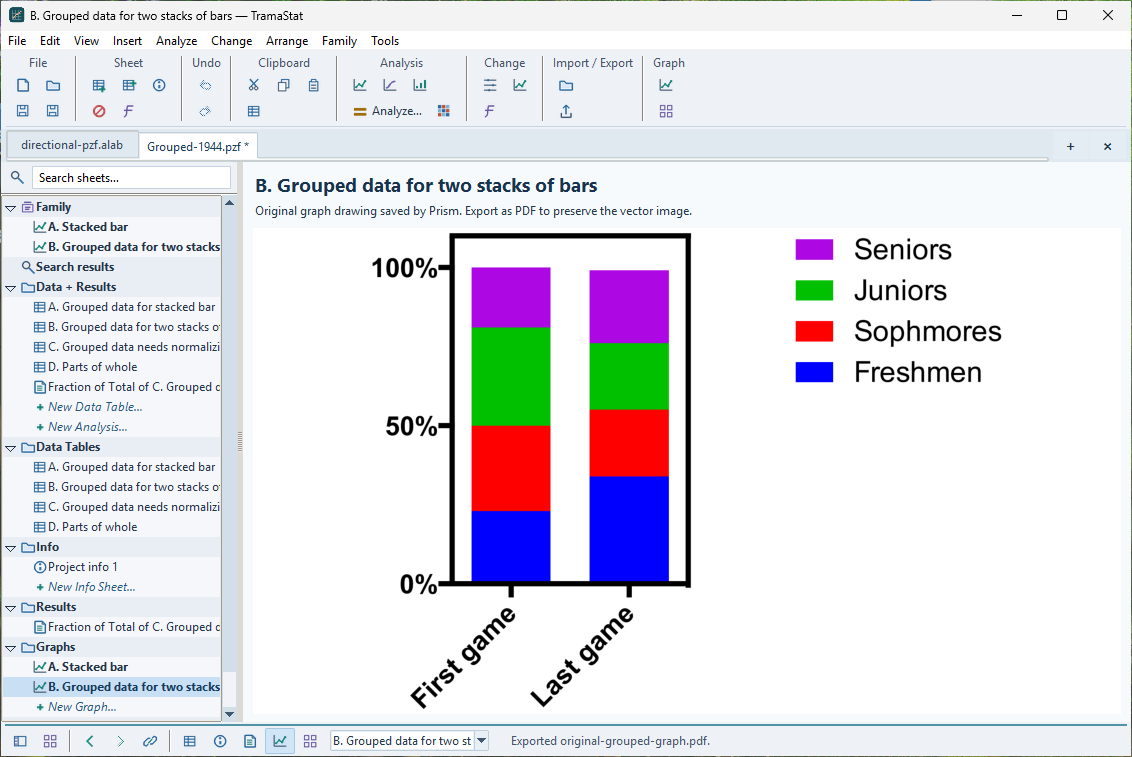 B. Grouped data for two stacks of bars — TramaStat
File Edit View Insert Analyze Change Arrange Family Tools
File Sheet Undo Clipboard Analysis Change Import / Export Graph
Analyze...
directional-pzf.alab
Grouped-1944.pzf *
Search sheets...
Family
A. Stacked bar
B. Grouped data for two stacks
Search results
Data + Results
A. Grouped data for stacked bar
B. Grouped data for two stacks o
C. Grouped data needs normalizi
D. Parts of whole
Fraction of Total of C. Grouped c
+ New Data Table...
+ New Analysis...
Data Tables
A. Grouped data for stacked bar
B. Grouped data for two stacks o
C. Grouped data needs normalizi
D. Parts of whole
Info
Project info 1
+ New Info Sheet...
Results
Fraction of Total of C. Grouped c
Graphs
A. Stacked bar
B. Grouped data for two stacks
+ New Graph...
B. Grouped data for two stacks of bars
Original graph drawing saved by Prism. Export as PDF to preserve the vector image.
100%
50%
0%
First game
Last game
Seniors
Juniors
Sophmores
Freshmen
B. Grouped data for two st
Exported original-grouped-graph.pdf.